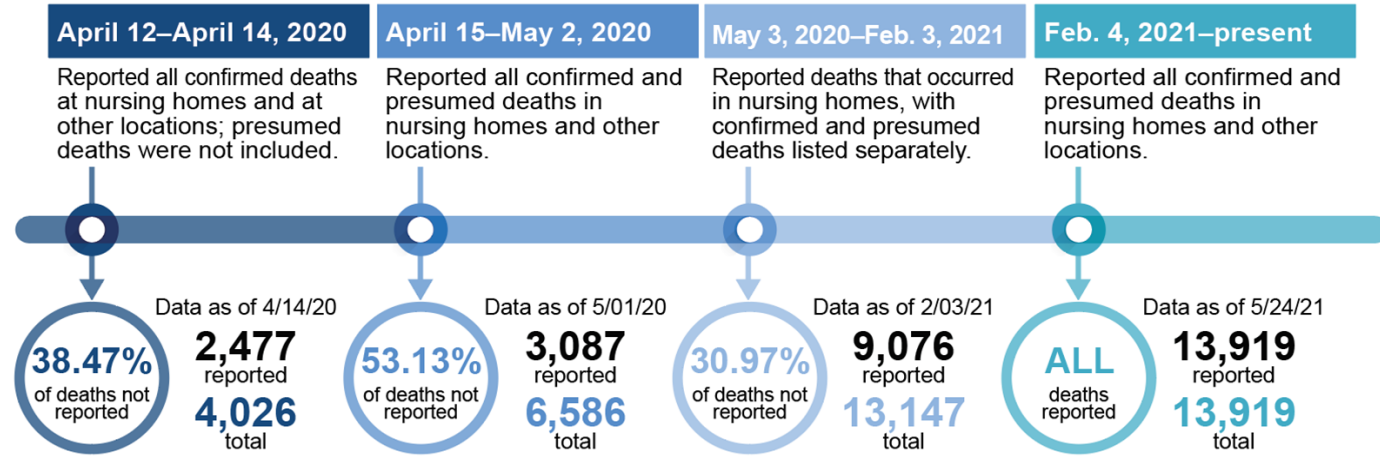 April 12–April 14, 2020
Reported all confirmed deaths
at nursing homes and at
other locations; presumed
deaths were not included.
April 15–May 2, 2020
Reported all confirmed and
presumed deaths in
nursing homes and other
locations.
May 3, 2020–Feb. 3, 2021
Reported deaths that occurred
in nursing homes, with
confirmed and presumed
deaths listed separately.
Feb. 4, 2021–present
Reported all confirmed and
presumed deaths in
nursing homes and other
locations.
38.47%
of deaths not
reported
Data as of 4/14/20
2,477
reported
4,026
total
53.13%
of deaths not
reported
Data as of 5/01/20
3,087
reported
6,586
total
30.97%
of deaths not
reported
Data as of 2/03/21
9,076
reported
13,147
total
ALL
deaths
reported
Data as of 5/24/21
13,919
reported
13,919
total